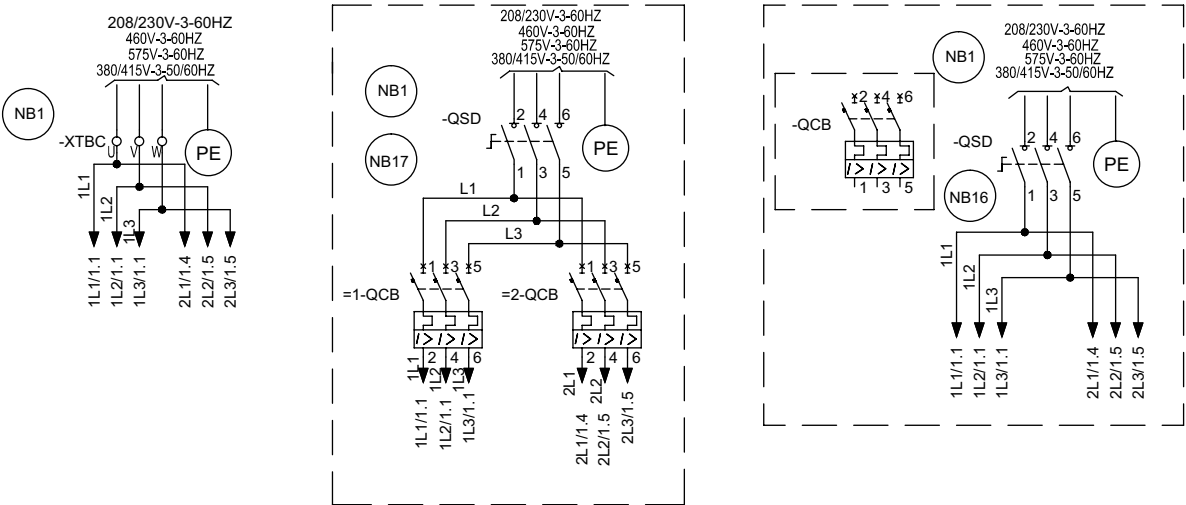 208/230V-3-60HZ
460V-3-60HZ
575V-3-60HZ
380/415V-3-50/60HZ
NB1
-XTBC
U V W
PE
1L1
1L2
1L3
1L1/1.1
1L2/1.1
1L3/1.1
2L1/1.4
2L2/1.5
2L3/1.5
208/230V-3-60HZ
460V-3-60HZ
575V-3-60HZ
380/415V-3-50/60HZ
NB1
NB17
-QSD
2 4 6
PE
1 3 5
L1
L2
L3
1 3 5
=1-QCB
I> I> I>
2 4 6
1L1
1L2
1L3
1L1/1.1
1L2/1.1
1L3/1.1
1 3 5
=2-QCB
I> I> I>
2 4 6
2L1
2L2
2L1/1.4
2L2/1.5
2L3/1.5
208/230V-3-60HZ
460V-3-60HZ
575V-3-60HZ
380/415V-3-50/60HZ
NB1
2 4 6
-QCB
I> I> I>
1 3 5
-QSD
2 4 6
PE
NB16
1 3 5
1L1
1L2
1L3
1L1/1.1
1L2/1.1
1L3/1.1
2L1/1.4
2L2/1.5
2L3/1.5